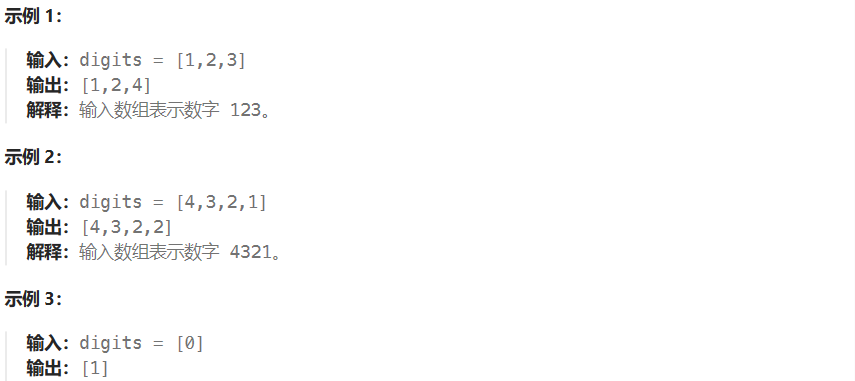 示例 1：
输入：digits = [1,2,3]
输出：[1,2,4]
解释：输入数组表示数字 123。
示例 2：
输入：digits = [4,3,2,1]
输出：[4,3,2,2]
解释：输入数组表示数字 4321。
示例 3：
输入：digits = [0]
输出：[1]